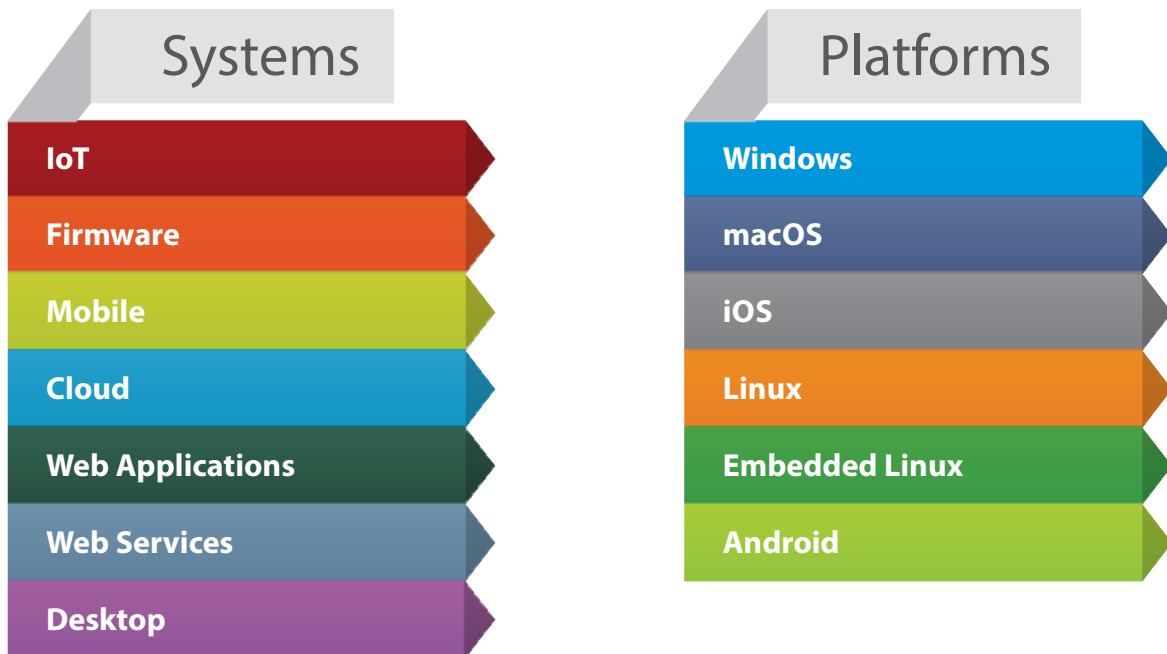 Systems
IoT
Firmware
Mobile
Cloud
Web Applications
Web Services
Desktop
Platforms
Windows
macOS
iOS
Linux
Embedded Linux
Android